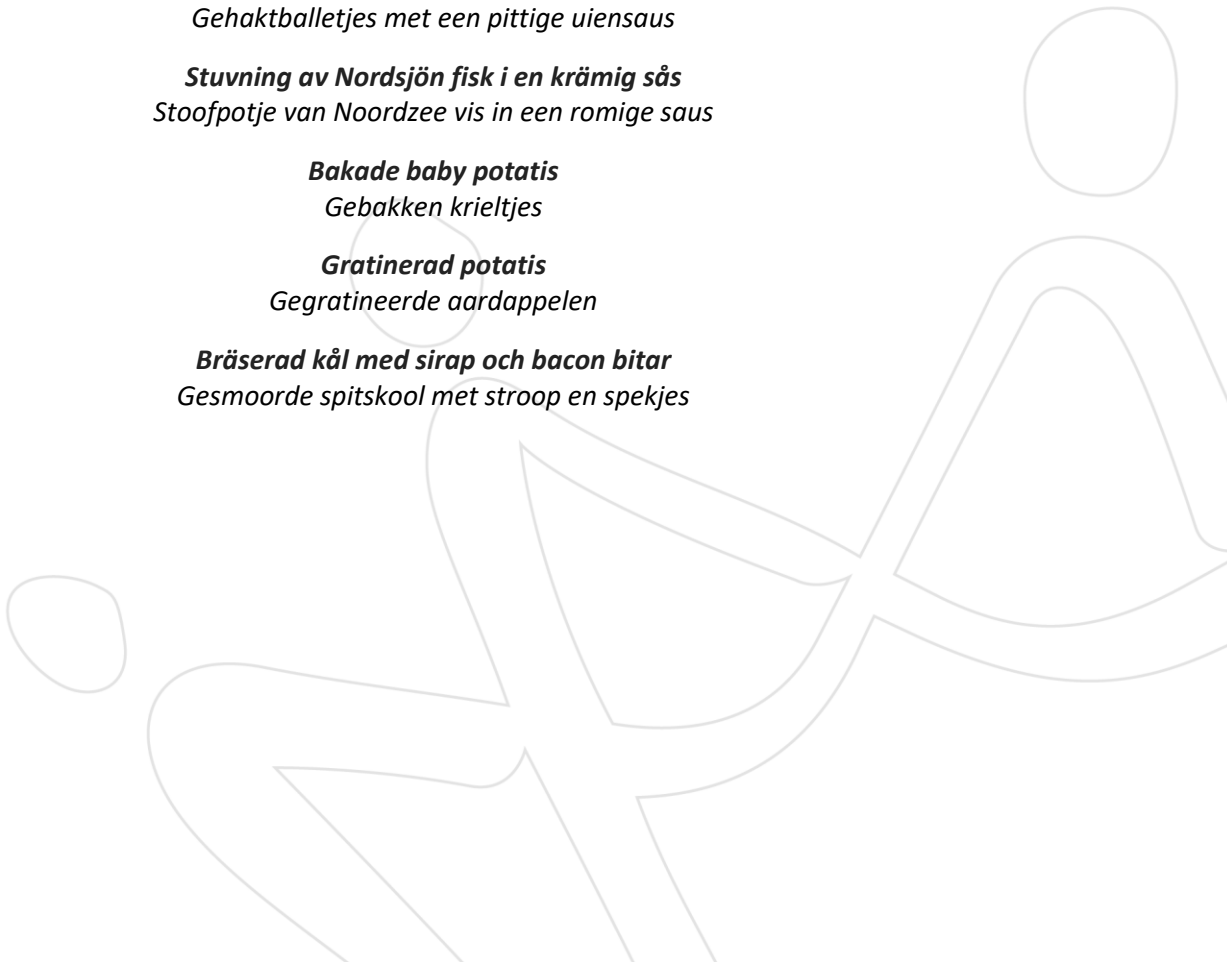 Gehaktballetjes met een pittige uiensaus
Stuvning av Nordsjön fisk i en krämig sås
Stoofpotje van Noordzee vis in een romige saus
Bakade baby potatis
Gebakken krieltjes
Gratinerad potatis
Gegratineerde aardappelen
Bräserad kål med sirap och bacon bitar
Gesmoorde spitskool met stroop en spekjes